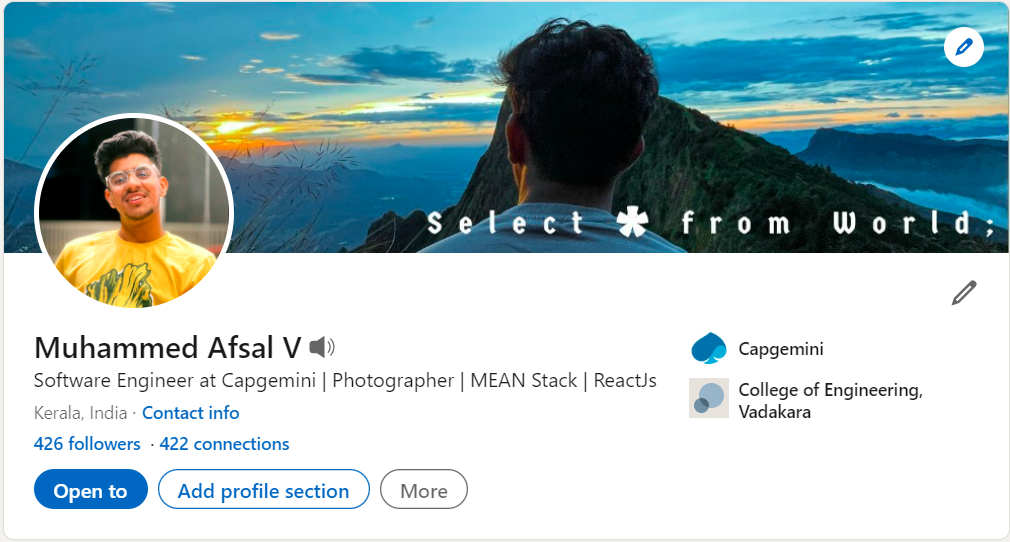 Select * from World;
Muhammed Afsal V
Software Engineer at Capgemini | Photographer | MEAN Stack | ReactJs
Kerala, India · Contact info
426 followers · 422 connections
Open to
Add profile section
More
Capgemini
College of Engineering,
Vadakara